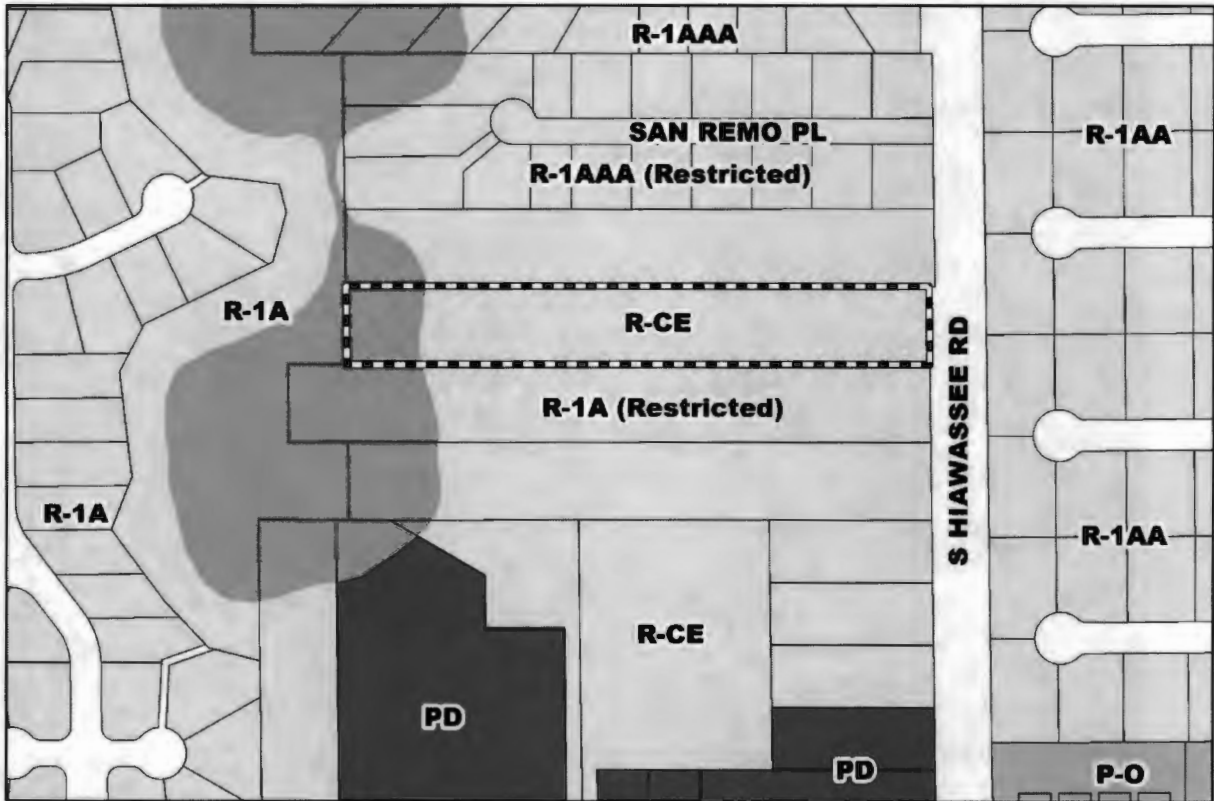 R-1AAA
SAN REMO PL
R-1AA
R-1AAA (Restricted)
R-1A
R-CE
R-1A (Restricted)
S HIAWASSEE RD
R-1A
R-1AA
R-CE
PD
PD
P-O